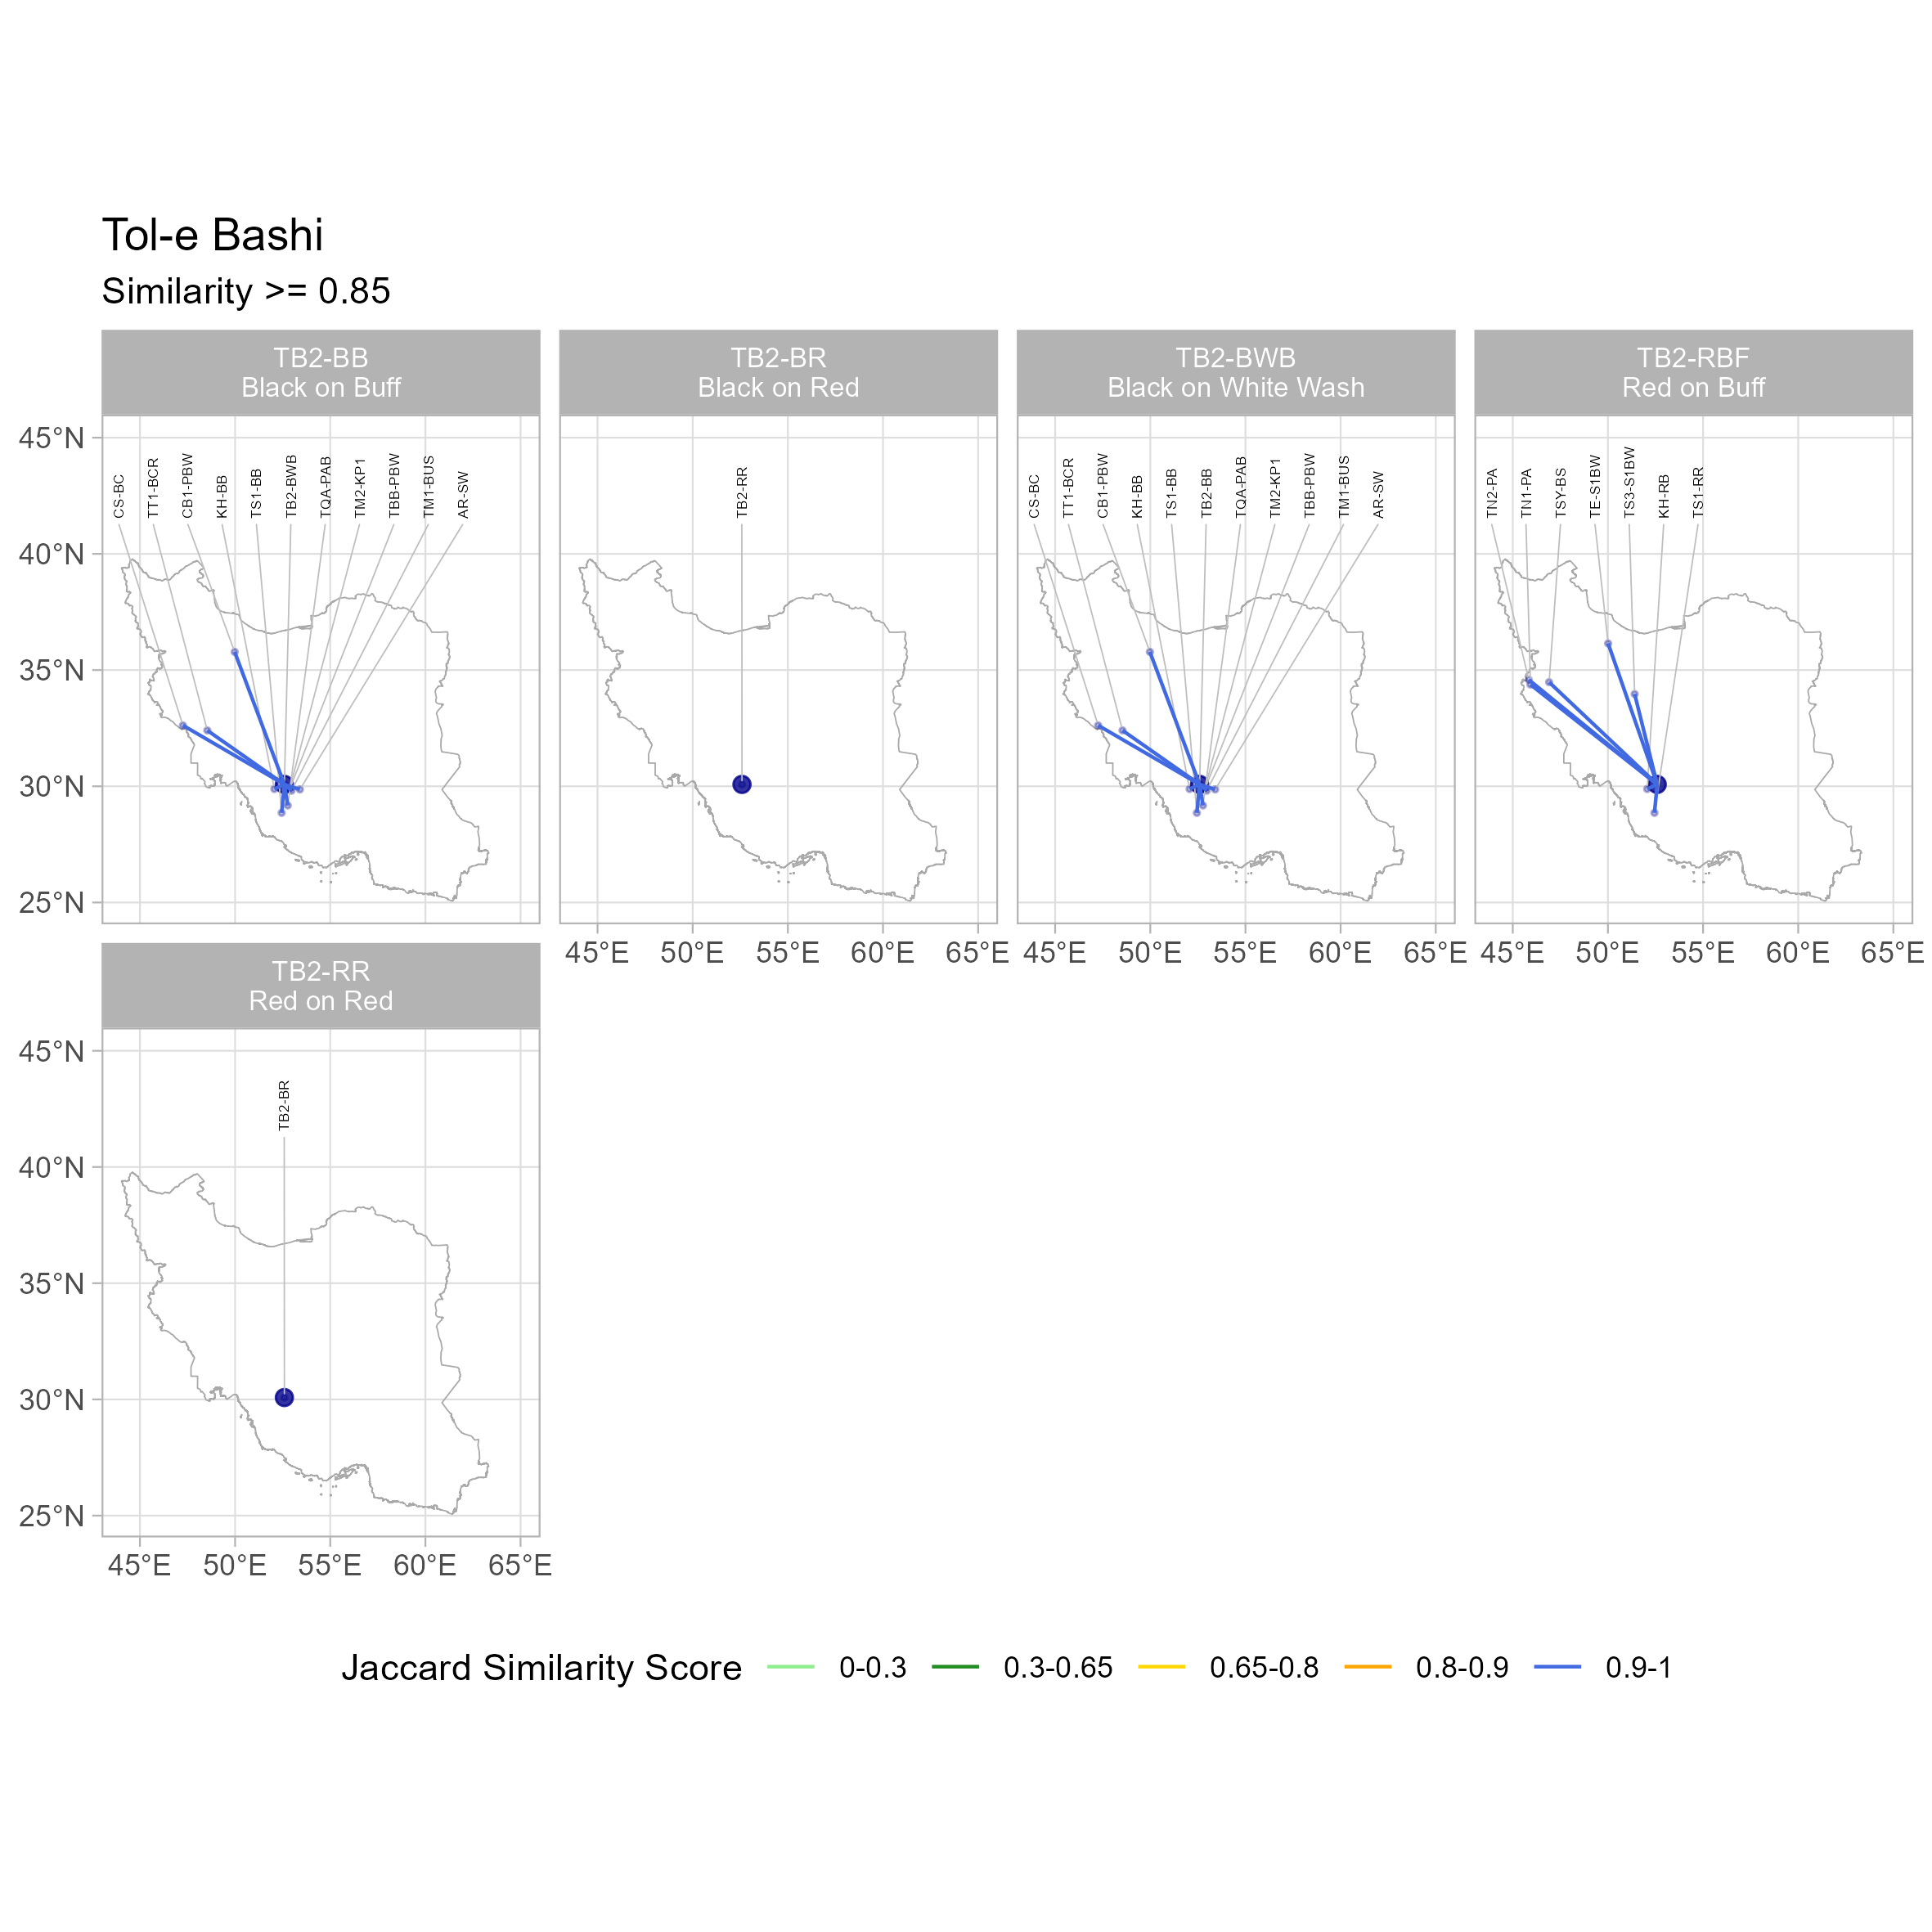 Tol-e Bashi
Similarity >= 0.85
TB2-BB
Black on Buff
TB2-BR
Black on Red
TB2-BWB
Black on White Wash
TB2-RBF
Red on Buff
45°N
40°N
35°N
30°N
25°N
CS-BC
TT1-BCR
CB1-PBW
KH-BB
TS1-BB
TB2-BWB
TQA-PAB
TM2-KP1
TBB-PBW
TM1-BUS
AR-SW
TB2-RR
CS-BC
TT1-BCR
CB1-PBW
KH-BB
TS1-BB
TB2-BB
TQA-PAB
TM2-KP1
TBB-PBW
TM1-BUS
AR-SW
TN2-PA
TN1-PA
TSY-BS
TE-S1BW
TS3-S1BW
KH-RB
TS1-RR
45°E 50°E 55°E 60°E 65°E
45°E 50°E 55°E 60°E 65°E
45°E 50°E 55°E 60°E 65°E
TB2-RR
Red on Red
45°N
40°N
35°N
30°N
25°N
TB2-BR
45°E 50°E 55°E 60°E 65°E
Jaccard Similarity Score 0-0.3 0.3-0.65 0.65-0.8 0.8-0.9 0.9-1